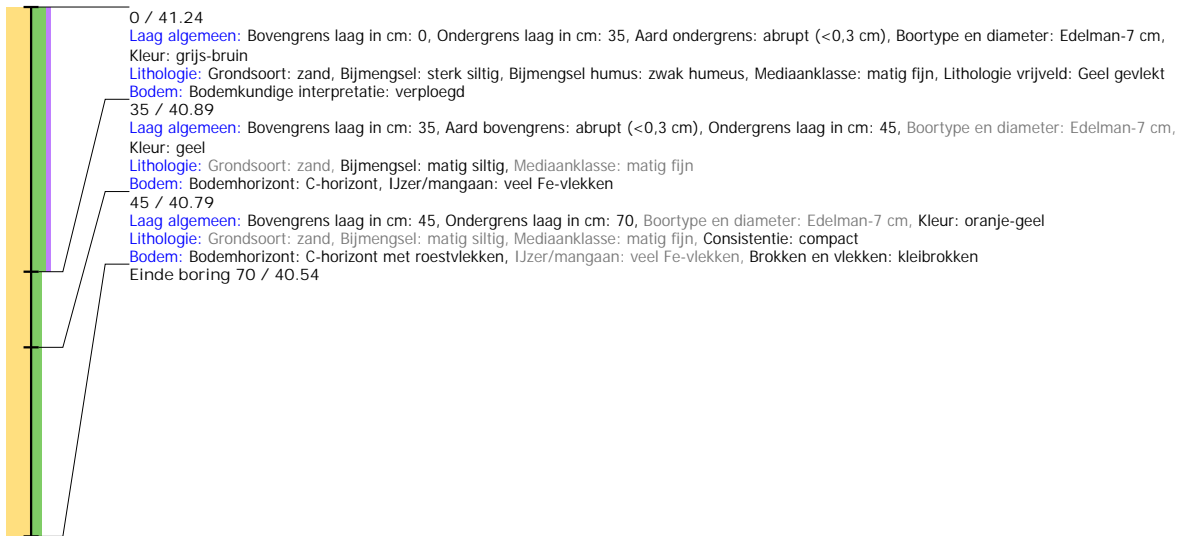 0 / 41.24
Laag algemeen: Bovengrens laag in cm: 0, Ondergrens laag in cm: 35, Aard ondergrens: abrupt (<0,3 cm), Boortype en diameter: Edelman-7 cm,
Kleur: grijs-bruin
Lithologie: Grondsoort: zand, Bijmengsel: sterk siltig, Bijmengsel humus: zwak humeus, Mediaanklasse: matig fijn, Lithologie vrijveld: Geel gevlekt
Bodem: Bodemkundige interpretatie: verploegd
35 / 40.89
Laag algemeen: Bovengrens laag in cm: 35, Aard bovengrens: abrupt (<0,3 cm), Ondergrens laag in cm: 45, Boortype en diameter: Edelman-7 cm,
Kleur: geel
Lithologie: Grondsoort: zand, Bijmengsel: matig siltig, Mediaanklasse: matig fijn
Bodem: Bodemhorizont: C-horizont, IJzer/mangaan: veel Fe-vlekken
45 / 40.79
Laag algemeen: Bovengrens laag in cm: 45, Ondergrens laag in cm: 70, Boortype en diameter: Edelman-7 cm, Kleur: oranje-geel
Lithologie: Grondsoort: zand, Bijmengsel: matig siltig, Mediaanklasse: matig fijn, Consistentie: compact
Bodem: Bodemhorizont: C-horizont met roestvlekken, IJzer/mangaan: veel Fe-vlekken, Brokken en vlekken: kleibrokken
Einde boring 70 / 40.54